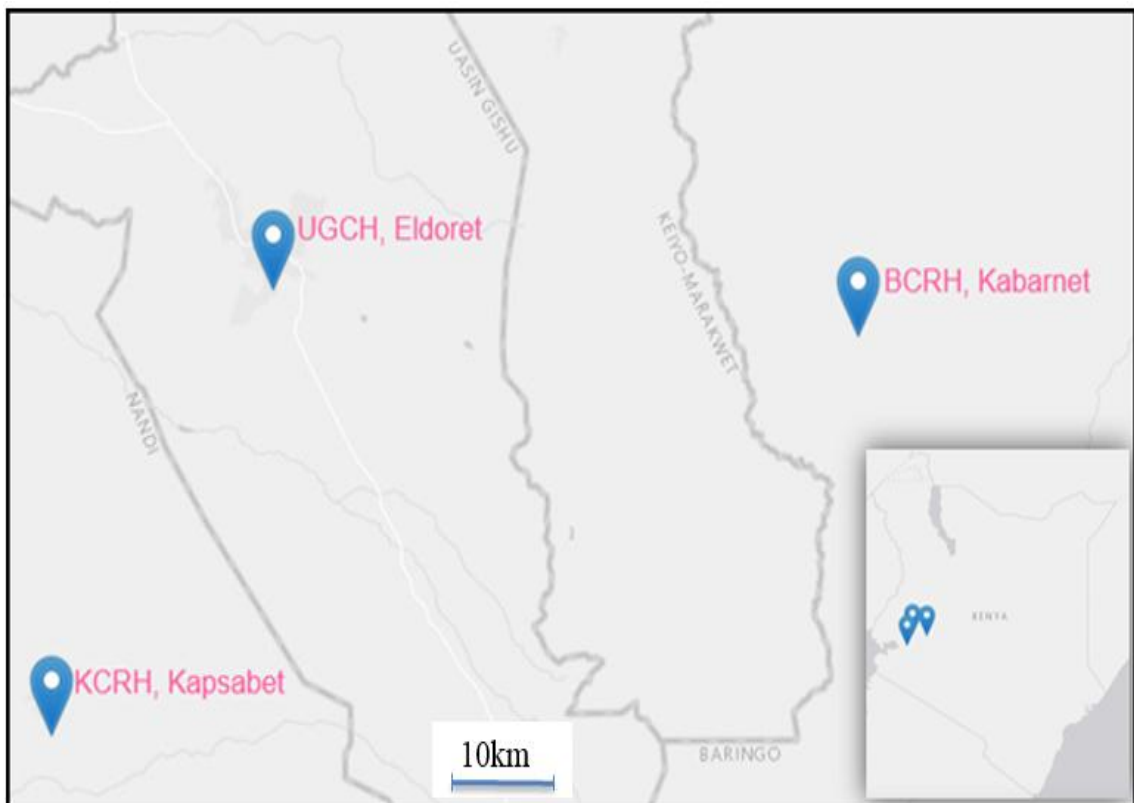 UASIN GISHU
UGCH, Eldoret
KEIYO-MARAKWET
BCRH, Kabarnet
NANDI
KENYA
KCRH, Kapsabet
10km
BARINGO